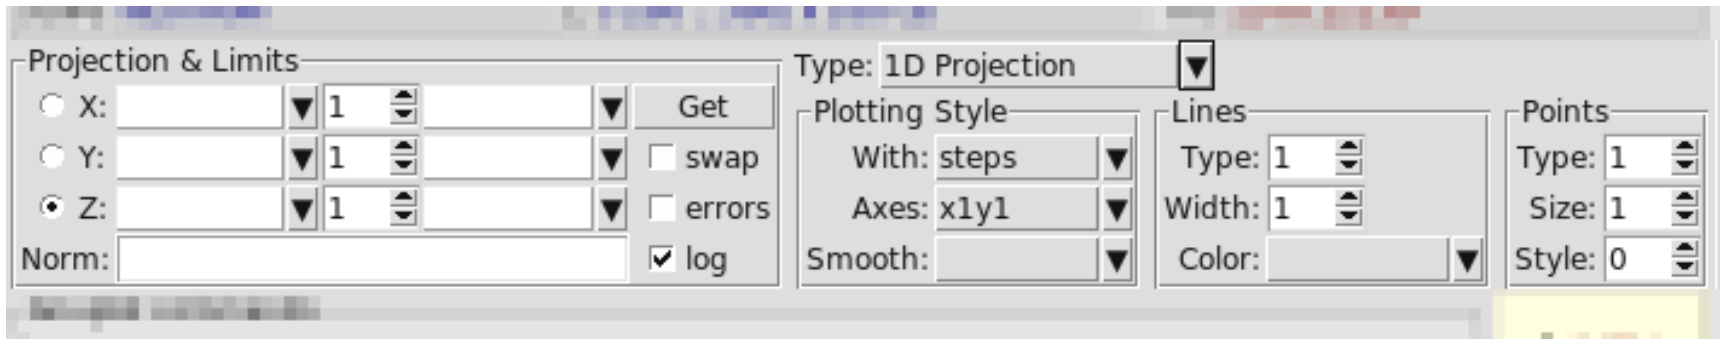 Projection & Limits
X: 1 Get
Y: 1 swap
Z: 1 errors
Norm: log
Type: 1D Projection
Plotting Style
With: steps
Axes: x1y1
Smooth:
Lines
Type: 1
Width: 1
Color:
Points
Type: 1
Size: 1
Style: 0